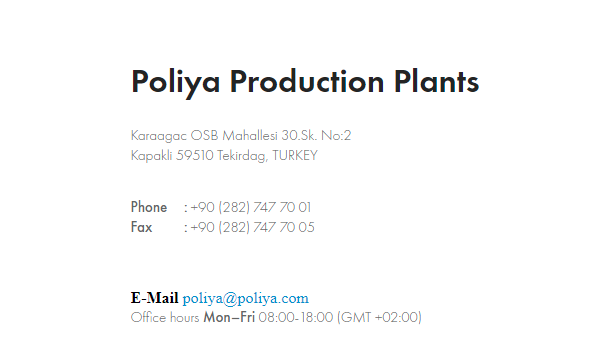 Poliya Production Plants
Karaagac OSB Mahallesi 30.Sk. No:2
Kapakli 59510 Tekirdag, TURKEY
Phone : +90 (282) 747 70 01
Fax : +90 (282) 747 70 05
E-Mail poliya@poliya.com
Office hours Mon–Fri 08:00-18:00 (GMT +02:00)